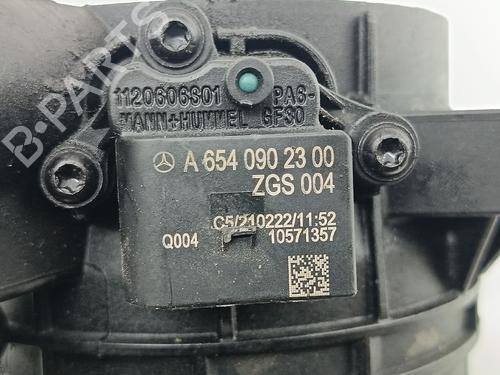 B-PARTS
1120606S01 PA6-
MANN+HUMMEL GF30
A 654 090 23 00
ZGS 004
C5/210222/11:52
Q004 10571357